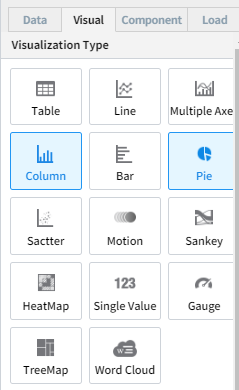 Data Visual Component Load
Visualization Type
Table Line Multiple Axe
Column Bar Pie
Sactter Motion Sankey
123
HeatMap Single Value Gauge
W
TreeMap Word Cloud